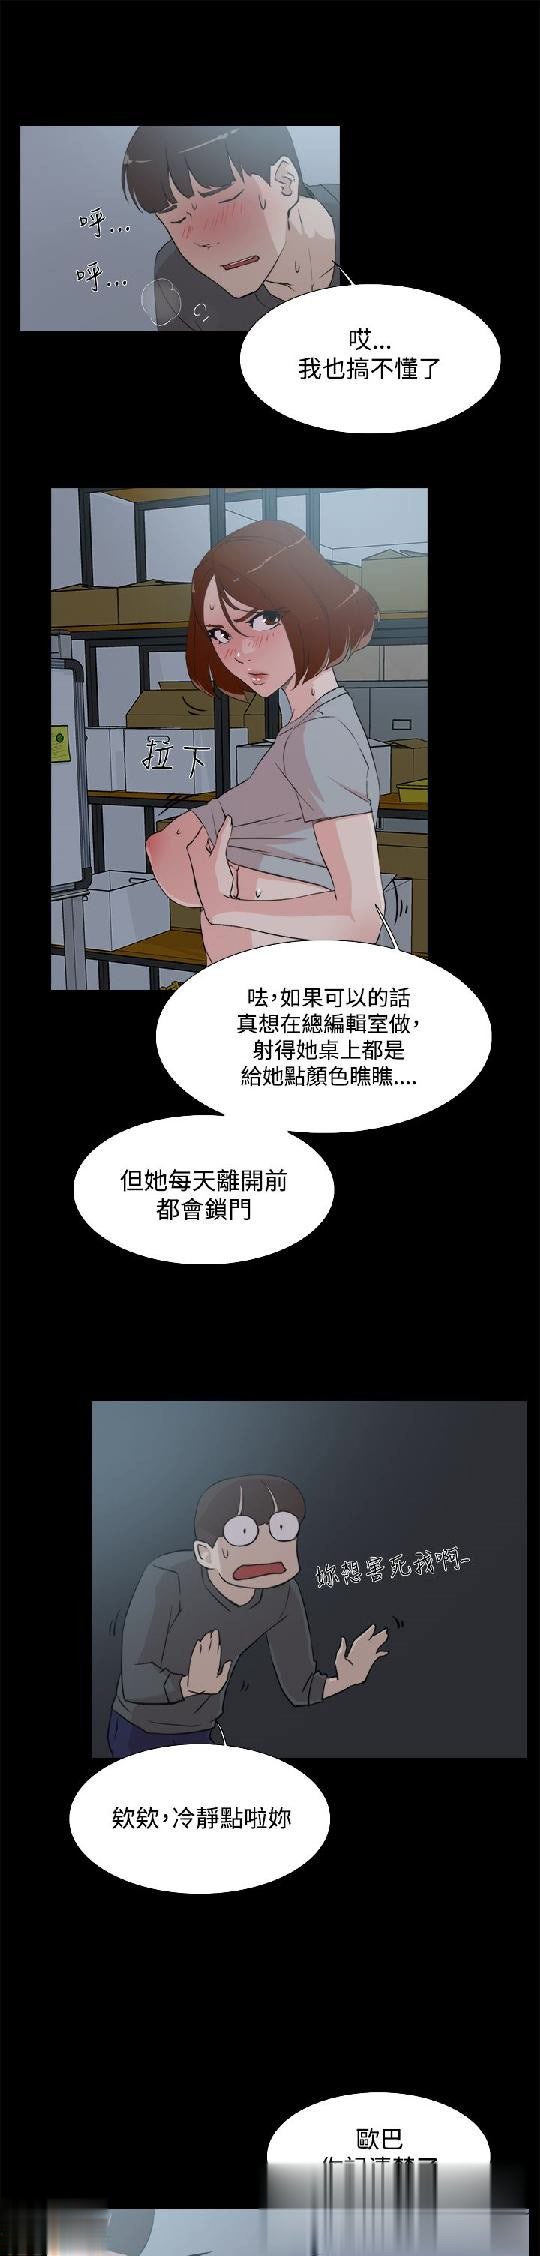 呼...
呼...
哎...
我也搞不懂了
拉下
呿，如果可以的話
真想在總編輯室做，
射得她桌上都是
給她點顏色瞧瞧....
但她每天離開前
都會鎖門
妳想害死我啊~
欸欸，冷靜點啦妳
歐巴